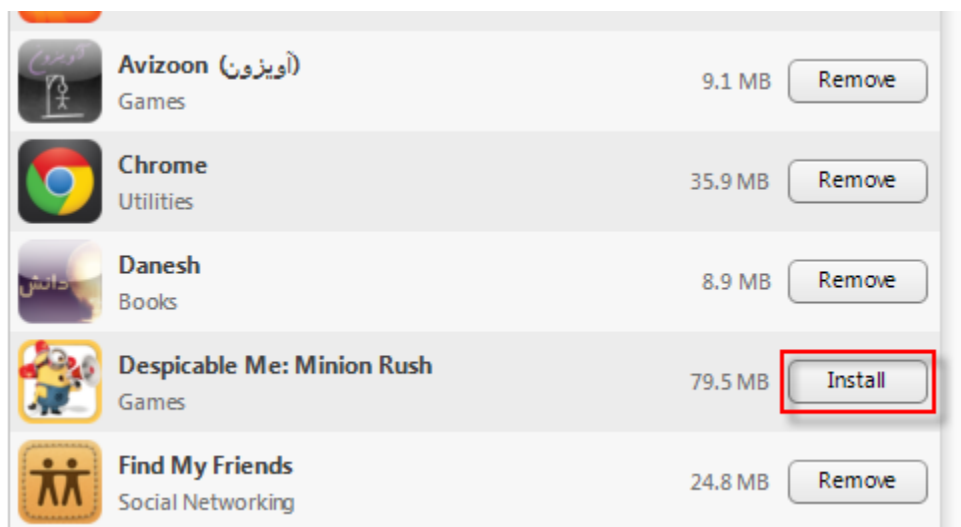 Avizoon (آویزون)
Games
9.1 MB
Remove
Chrome
Utilities
35.9 MB
Remove
دانش
Danesh
Books
8.9 MB
Remove
Despicable Me: Minion Rush
Games
79.5 MB
Install
Find My Friends
Social Networking
24.8 MB
Remove